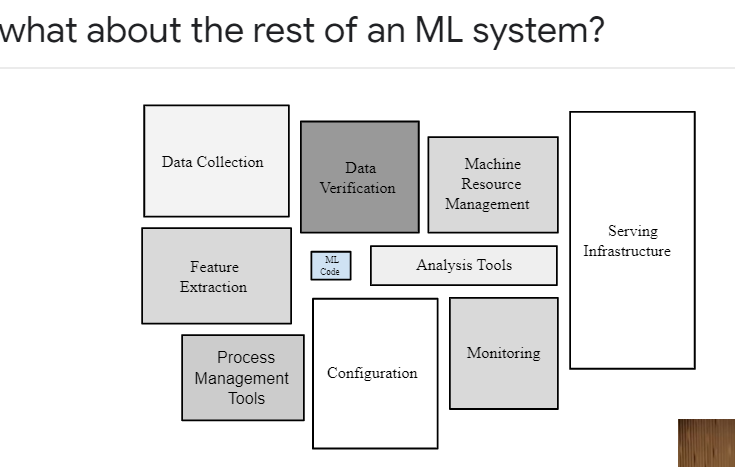 what about the rest of an ML system?
Data Collection
Data
Verification
Machine
Resource
Management
Serving
Infrastructure
Feature
Extraction
ML
Code
Analysis Tools
Process
Management
Tools
Configuration
Monitoring